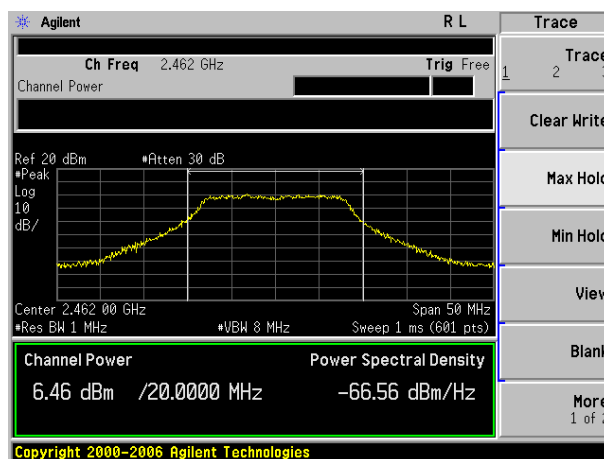 Agilent R L Trace
Ch Freq 2.462 GHz Trig Free
Channel Power
Trace
1 2
Clear Write
Max Hold
Min Hold
View
Blank
More
1 of 2
Ref 20 dBm #Atten 30 dB
#Peak
Log
10
dB/
Center 2.462 00 GHz Span 50 MHz
#Res BW 1 MHz #VBW 8 MHz Sweep 1 ms (601 pts)
Channel Power Power Spectral Density
6.46 dBm /20.0000 MHz -66.56 dBm/Hz
Copyright 2000-2006 Agilent Technologies